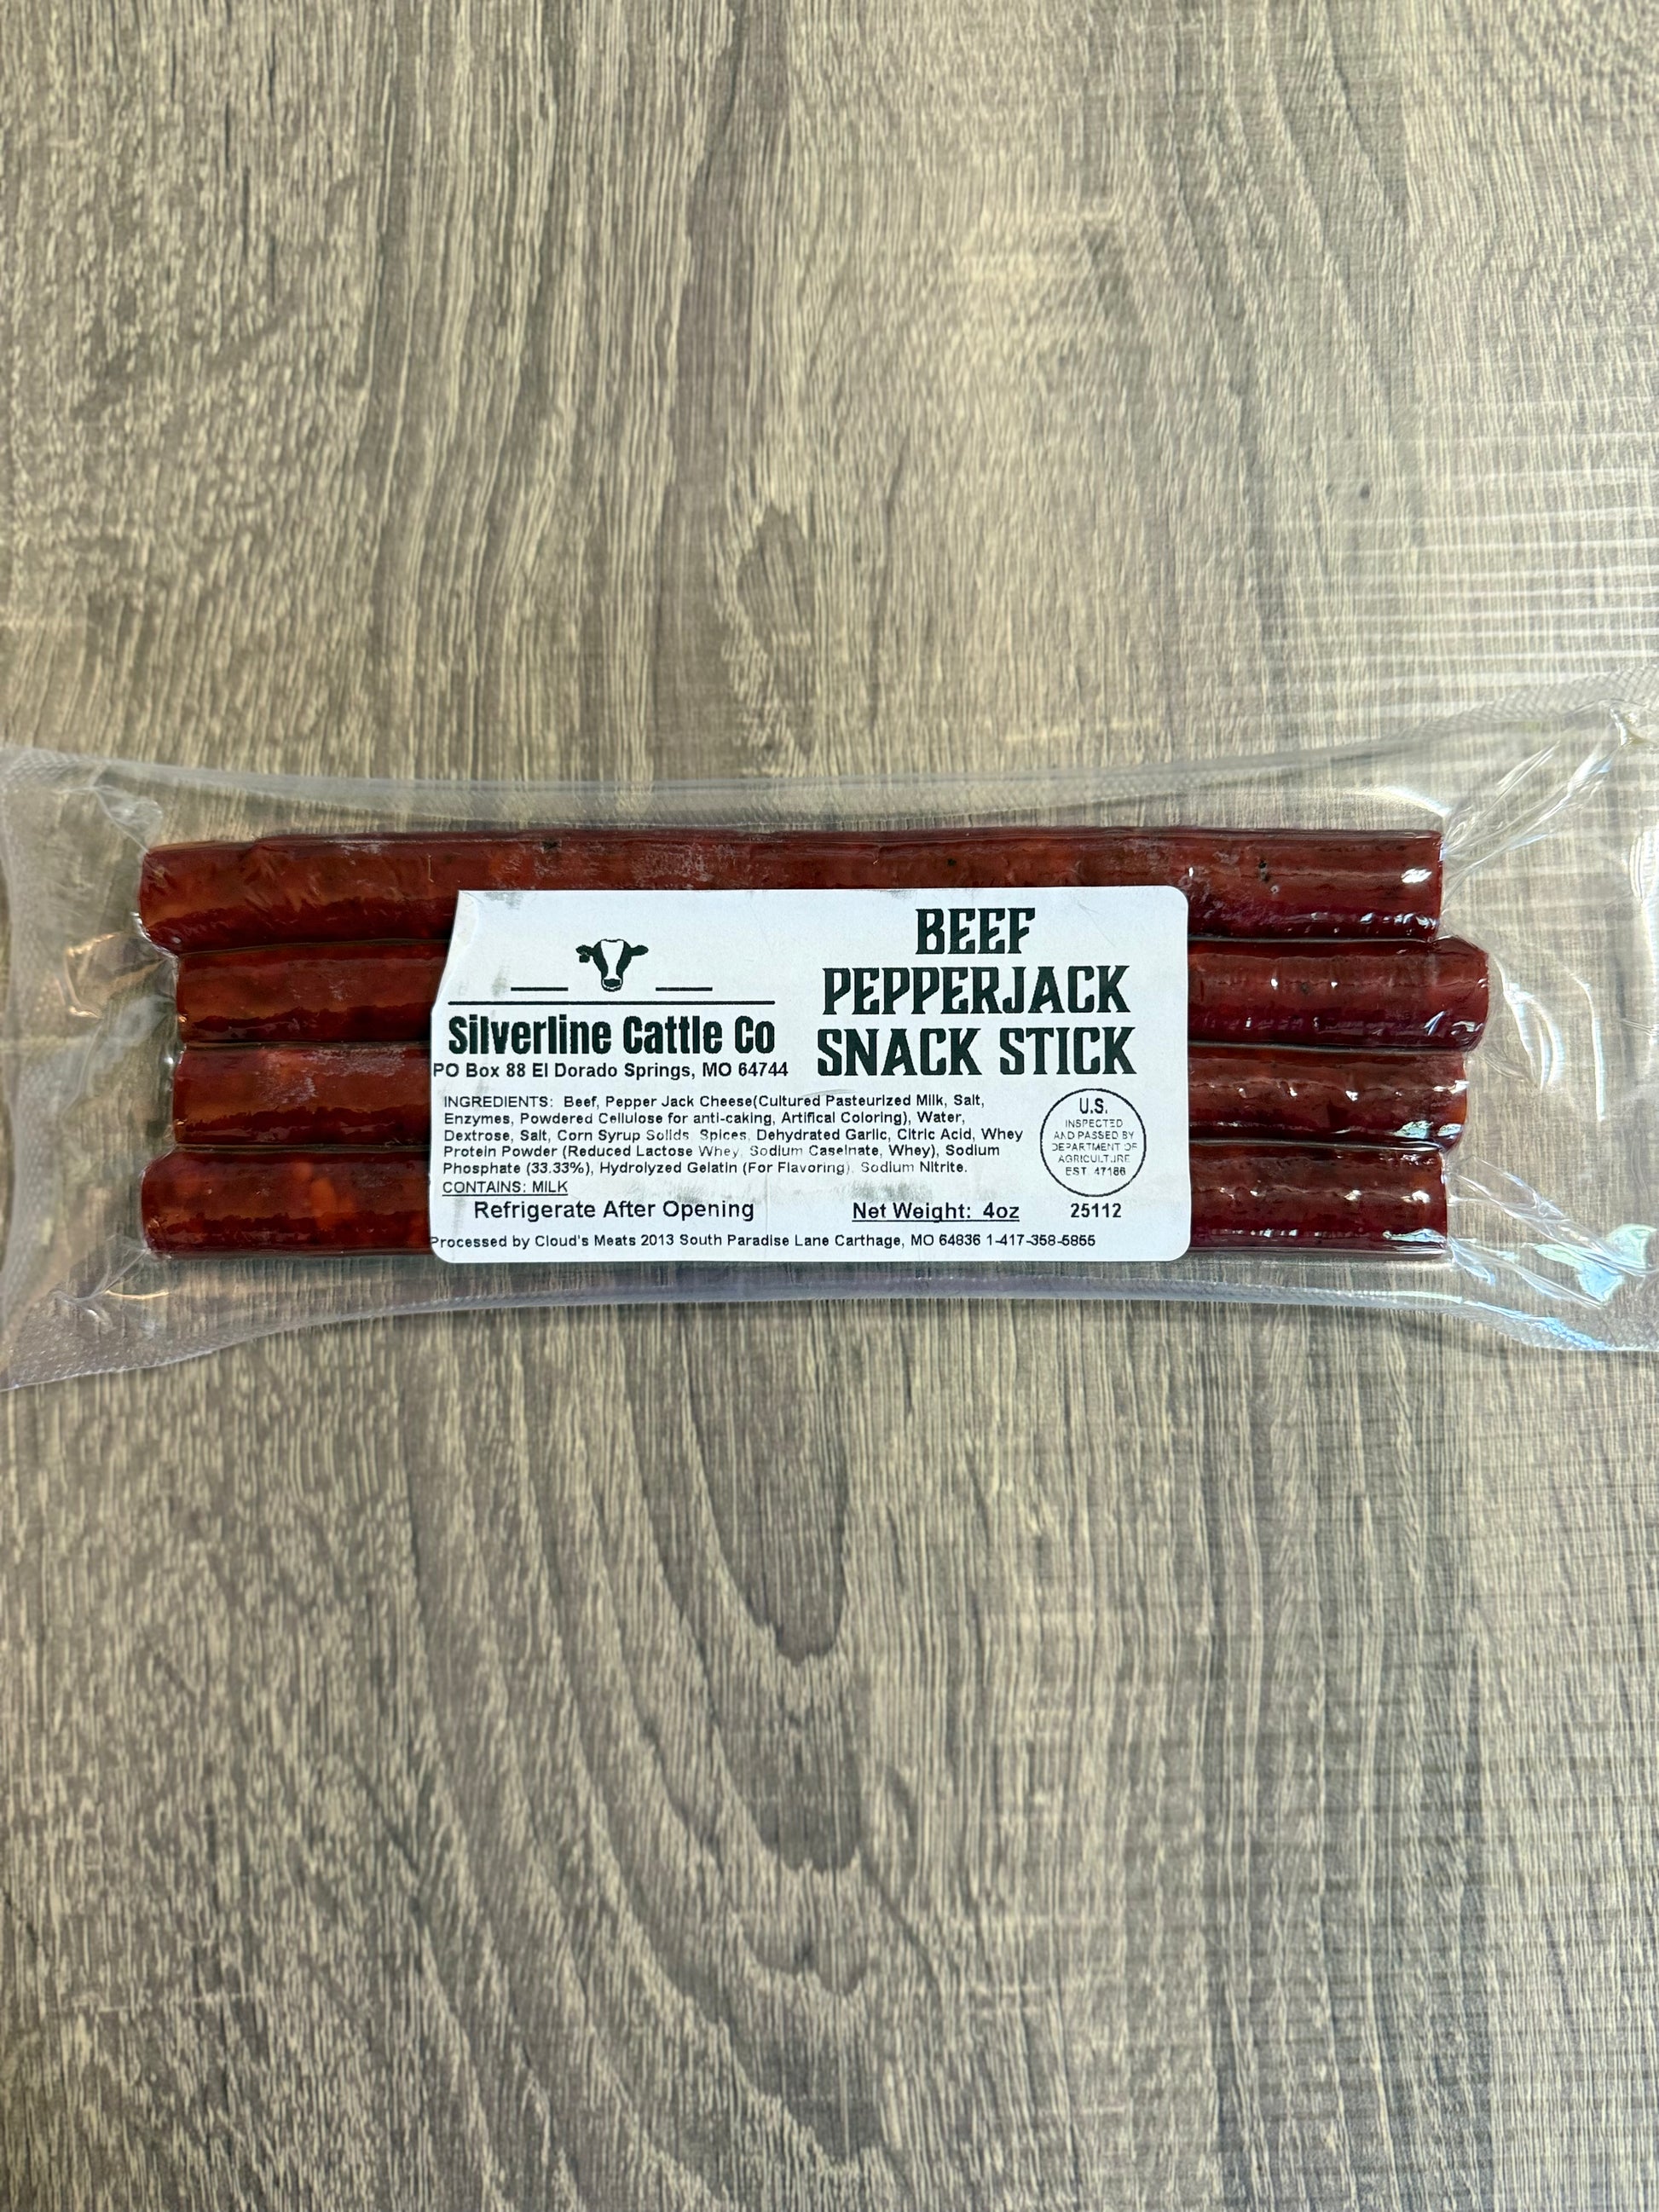 Silverline Cattle Co
PO Box 88 El Dorado Springs, MO 64744
BEEF
PEPPERJACK
SNACK STICK
INGREDIENTS: Beef, Pepper Jack Cheese(Cultured Pasteurized Milk, Salt,
Enzymes, Powdered Cellulose for anti-caking, Artifical Coloring), Water,
Dextrose, Salt, Corn Syrup Solids, Spices, Dehydrated Garlic, Citric Acid, Whey
Protein Powder (Reduced Lactose Whey, Sodium Caseinate, Whey), Sodium
Phosphate (33.33%), Hydrolyzed Gelatin (For Flavoring), Sodium Nitrite.
CONTAINS: MILK
U.S.
INSPECTED
AND PASSED BY
DEPARTMENT OF
AGRICULTURE
EST. 47186
Refrigerate After Opening
Net Weight: 4oz
25112
Processed by Cloud's Meats 2013 South Paradise Lane Carthage, MO 64836 1-417-358-5855